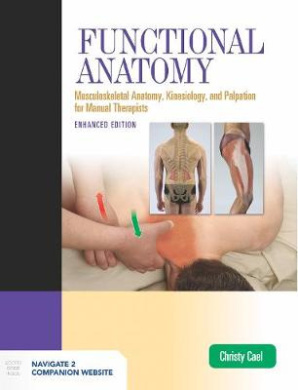 FUNCTIONAL
ANATOMY
Musculoskeletal Anatomy, Kinesiology, and Palpation
for Manual Therapists
ENHANCED EDITION
Christy Cael
NAVIGATE 2
COMPANION WEBSITE